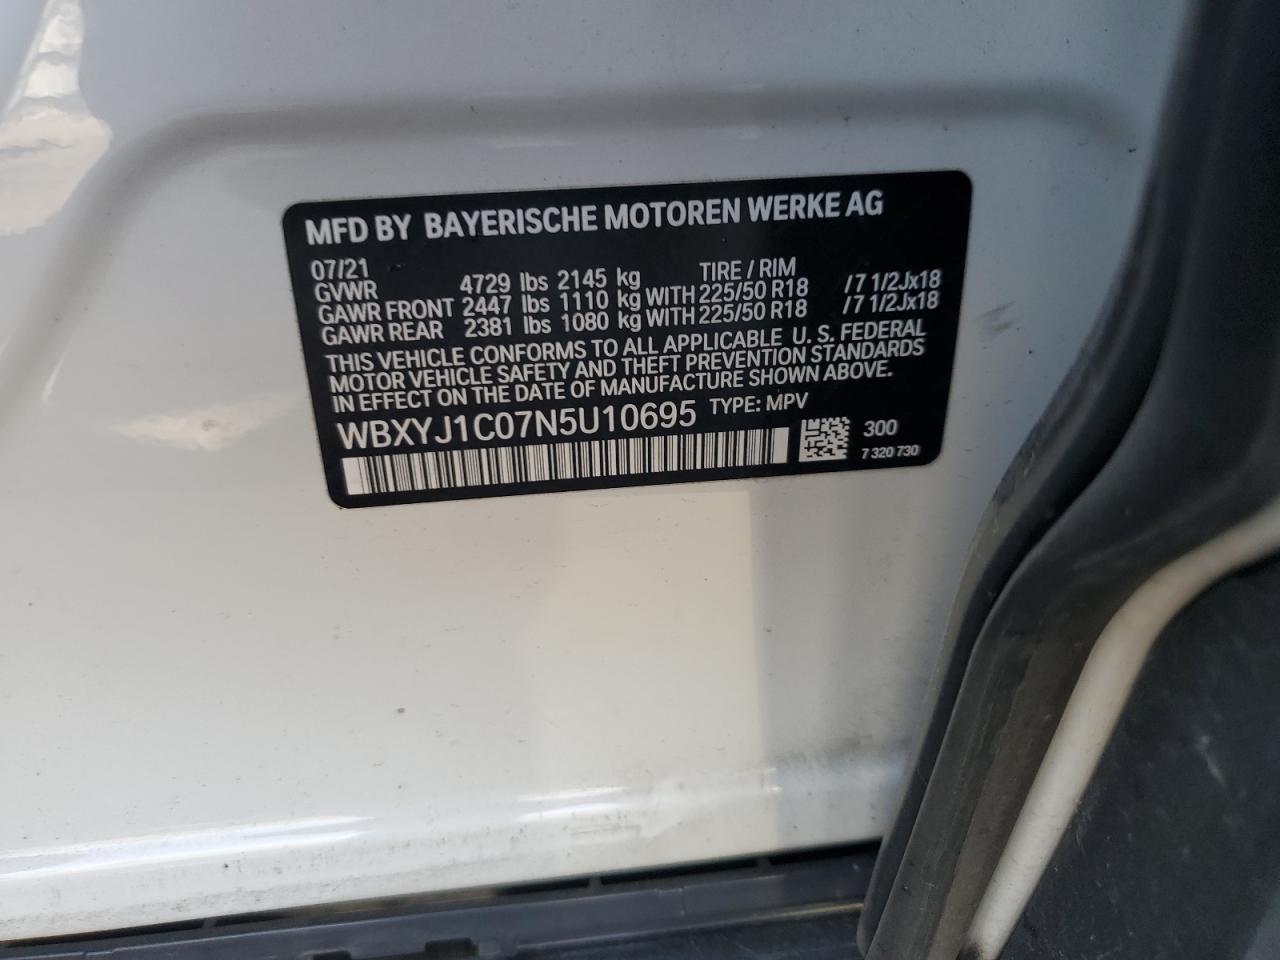 MFD BY BAYERISCHE MOTOREN WERKE AG
07/21 TIRE / RIM
GVWR 4729 lbs 2145 kg
GAWR FRONT 2447 lbs 1110 kg WITH 225/50 R18 /7 1/2Jx18
GAWR REAR 2381 lbs 1080 kg WITH 225/50 R18 /7 1/2Jx18
THIS VEHICLE CONFORMS TO ALL APPLICABLE U. S. FEDERAL
MOTOR VEHICLE SAFETY AND THEFT PREVENTION STANDARDS
IN EFFECT ON THE DATE OF MANUFACTURE SHOWN ABOVE.
WBXYJ1C07N5U10695 TYPE: MPV
300
7 320 730